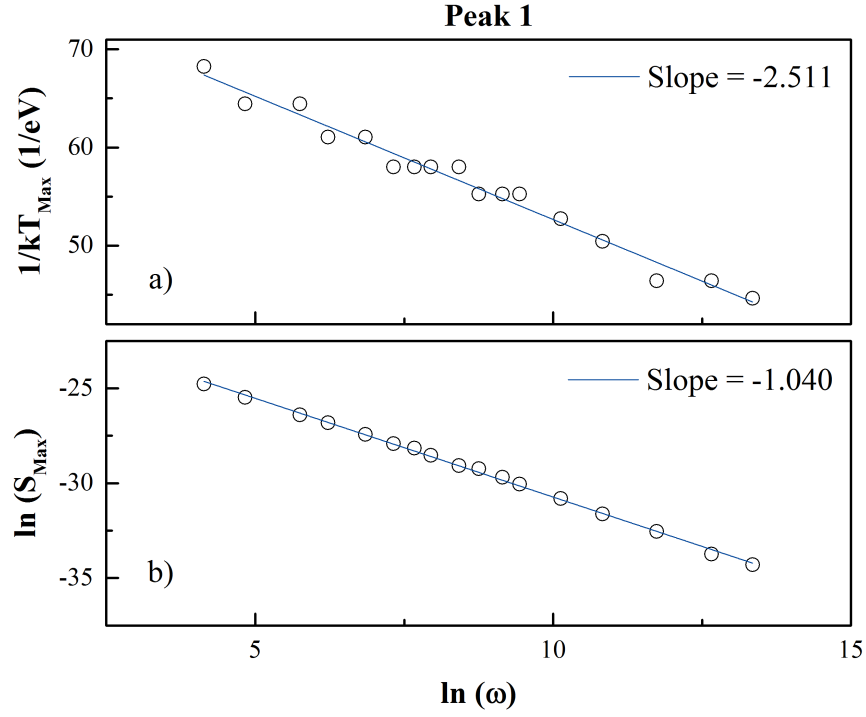 Peak 1
70
60
50
1/kT_Max (1/eV)
Slope = -2.511
a)
-25
-30
-35
ln (S_Max)
Slope = -1.040
b)
5
10
15
ln (ω)